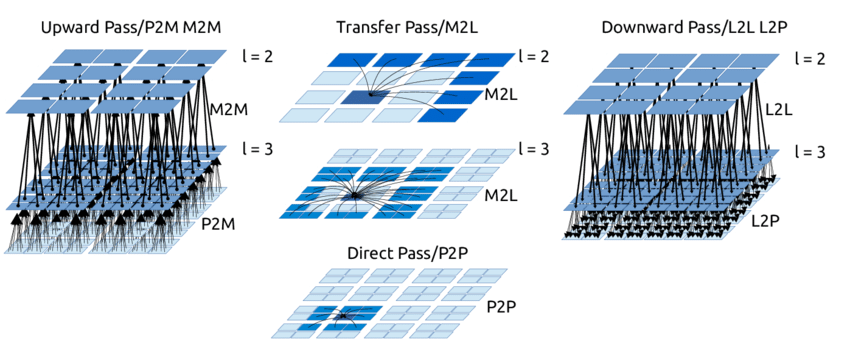 Upward Pass/P2M M2M
l = 2
M2M
l = 3
P2M
Transfer Pass/M2L
l = 2
M2L
l = 3
M2L
Direct Pass/P2P
P2P
Downward Pass/L2L L2P
l = 2
L2L
l = 3
L2P